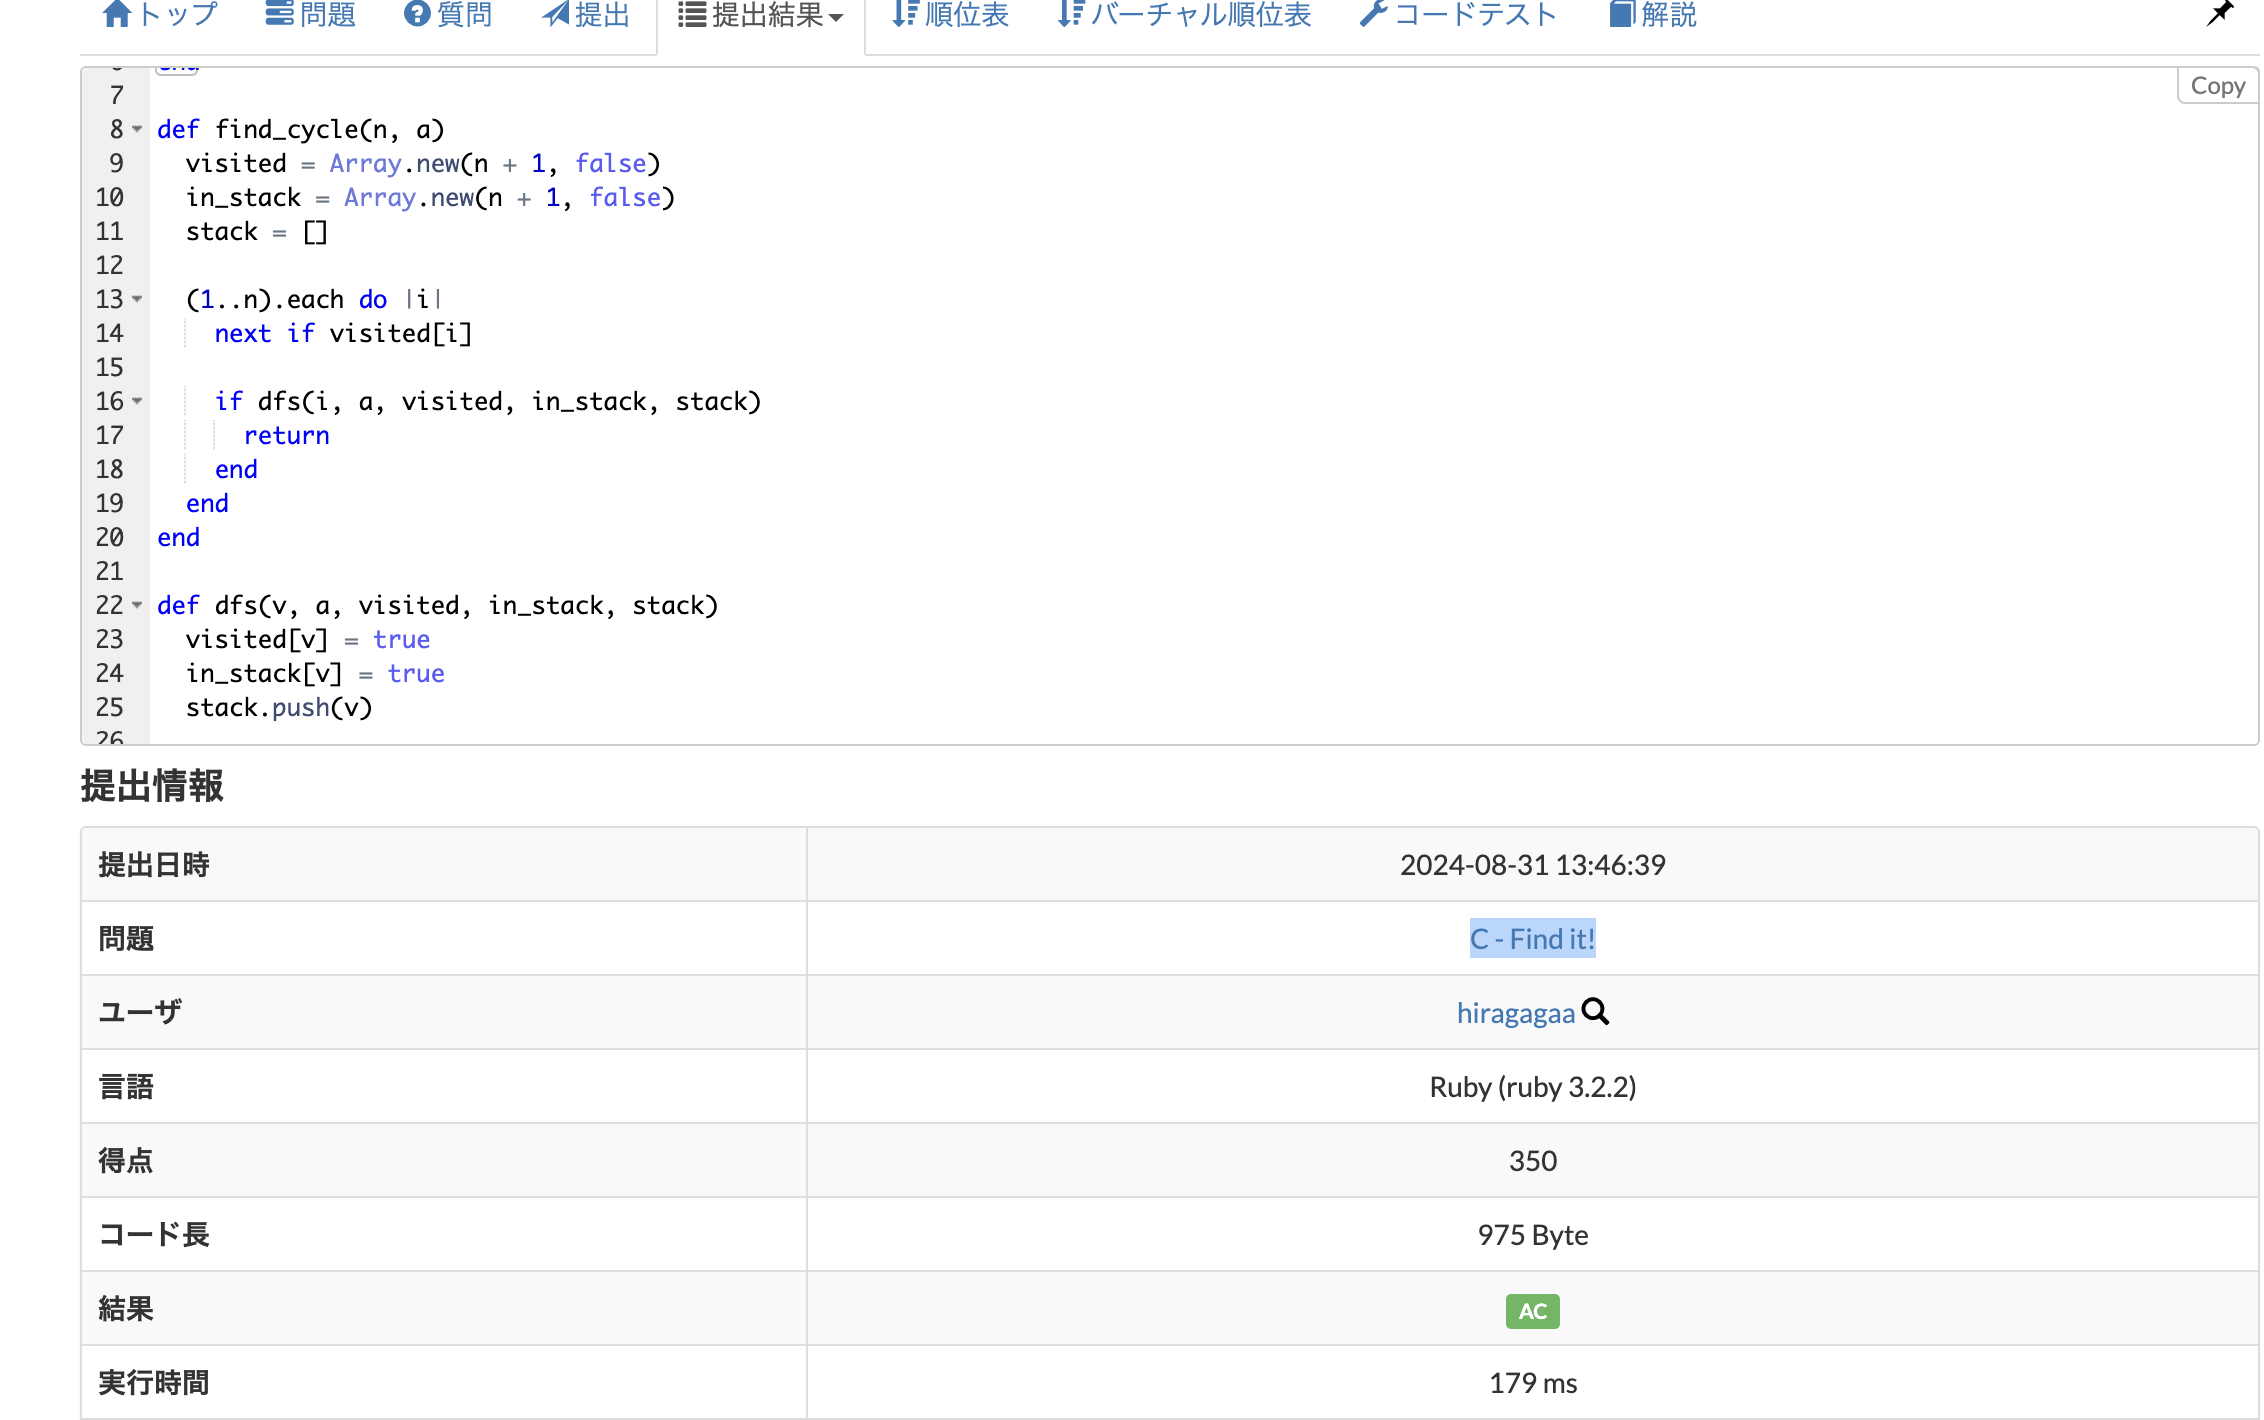 トップ 問題 質問 提出 提出結果 順位表 バーチャル順位表 コードテスト 解説
Copy
6 end
7
8 def find_cycle(n, a)
9   visited = Array.new(n + 1, false)
10   in_stack = Array.new(n + 1, false)
11   stack = []
12
13   (1..n).each do |i|
14     next if visited[i]
15
16     if dfs(i, a, visited, in_stack, stack)
17       return
18     end
19   end
20 end
21
22 def dfs(v, a, visited, in_stack, stack)
23   visited[v] = true
24   in_stack[v] = true
25   stack.push(v)
26
提出情報
提出日時 2024-08-31 13:46:39
問題 C - Find it!
ユーザ hiragagaa
言語 Ruby (ruby 3.2.2)
得点 350
コード長 975 Byte
結果 AC
実行時間 179 ms